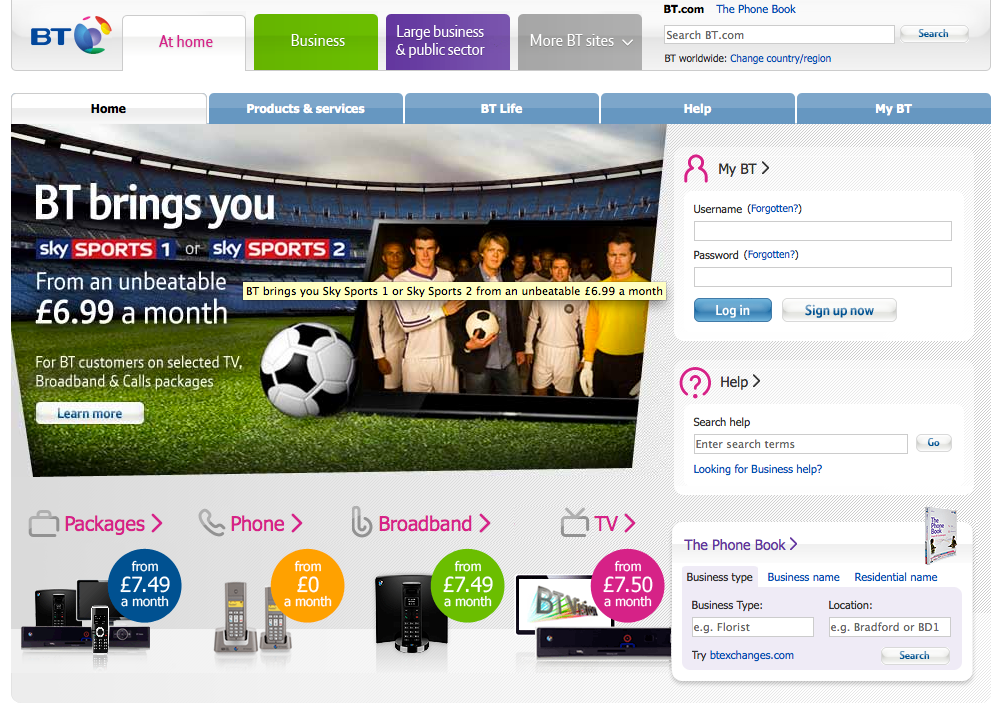 BT
At home
Business
Large business
& public sector
More BT sites
BT.com The Phone Book
Search BT.com
Search
BT worldwide: Change country/region
Home
Products & services
BT Life
Help
My BT
BT brings you
sky SPORTS 1 or sky SPORTS 2
From an unbeatable
£6.99 a month
BT brings you Sky Sports 1 or Sky Sports 2 from an unbeatable £6.99 a month
For BT customers on selected TV,
Broadband & Calls packages
Learn more
My BT
Username (Forgotten?)
Password (Forgotten?)
Log in
Sign up now
Help
Search help
Enter search terms
Go
Looking for Business help?
Packages
from
£7.49
a month
Phone
from
£0
a month
Broadband
from
£7.49
a month
TV
from
£7.50
a month
BT Vision
The Phone Book
The Phone Book
Business type
Business name
Residential name
Business Type:
Location:
e.g. Florist
e.g. Bradford or BD1
Try btexchanges.com
Search